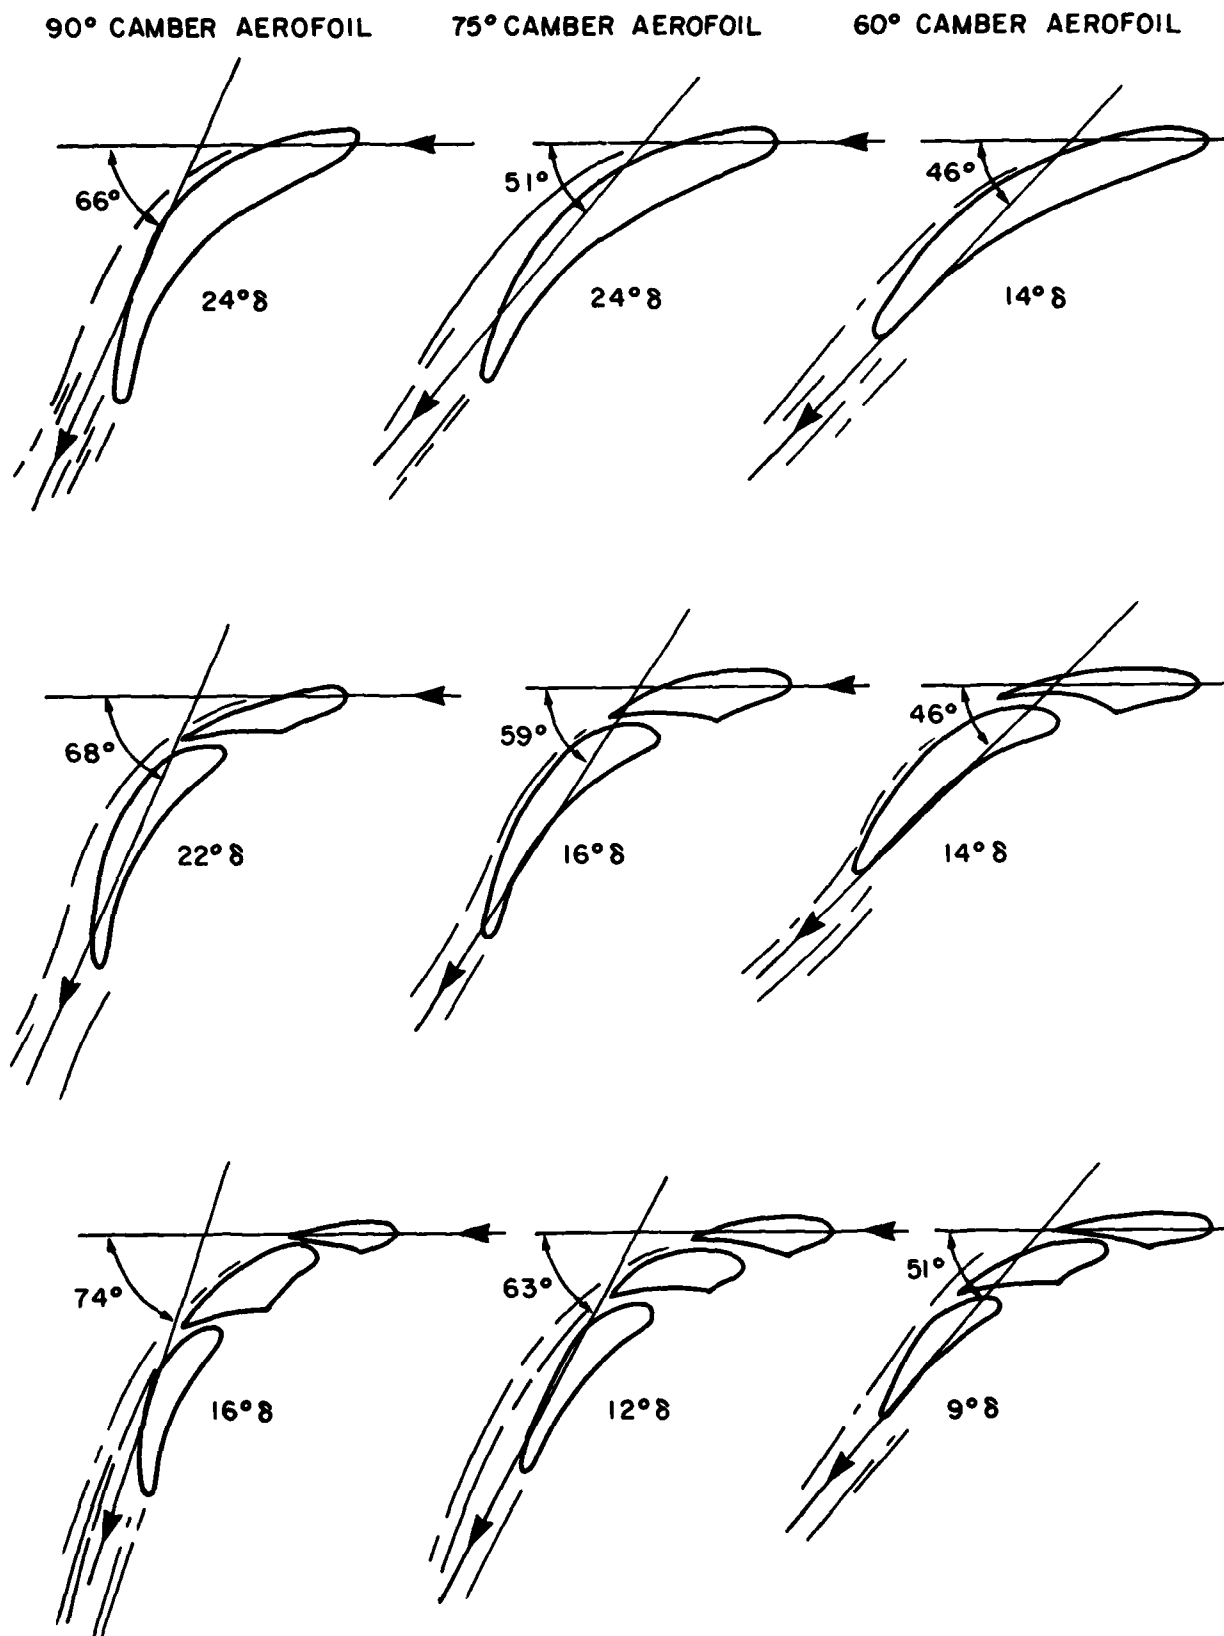 90° CAMBER AEROFOIL 75° CAMBER AEROFOIL 60° CAMBER AEROFOIL
66° 51° 46°
24°δ 24°δ 14°δ
68° 59° 46°
22°δ 16°δ 14°δ
74° 63° 51°
16°δ 12°δ 9°δ